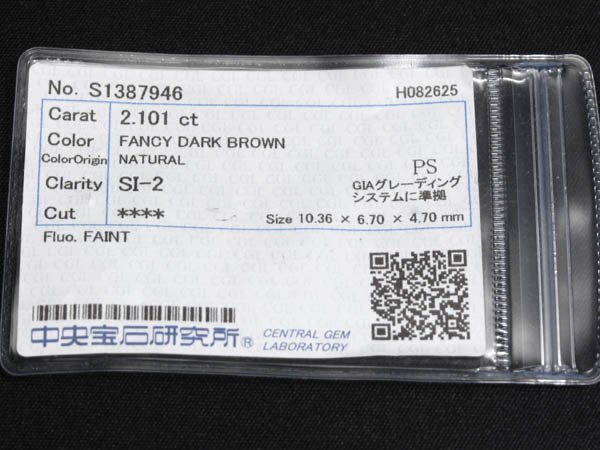 No. S1387946 H082625
Carat 2.101 ct
Color FANCY DARK BROWN
ColorOrigin NATURAL
Clarity SI-2
PS
GIAグレーディング
システムに準拠
Cut ****
Size 10.36 × 6.70 × 4.70 mm
Fluo. FAINT
中央宝石研究所®
CENTRAL GEM
LABORATORY